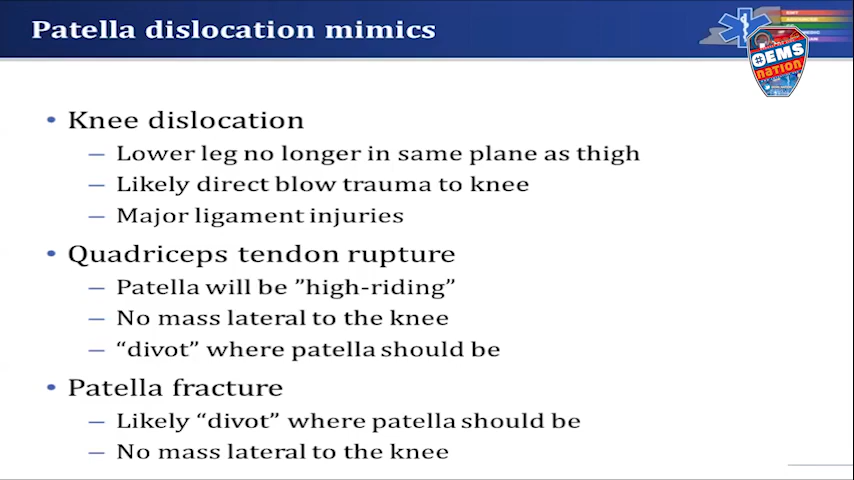 Patella dislocation mimics
#OEMS
nation
• Knee dislocation
– Lower leg no longer in same plane as thigh
– Likely direct blow trauma to knee
– Major ligament injuries
• Quadriceps tendon rupture
– Patella will be ”high-riding”
– No mass lateral to the knee
– “divot” where patella should be
• Patella fracture
– Likely “divot” where patella should be
– No mass lateral to the knee